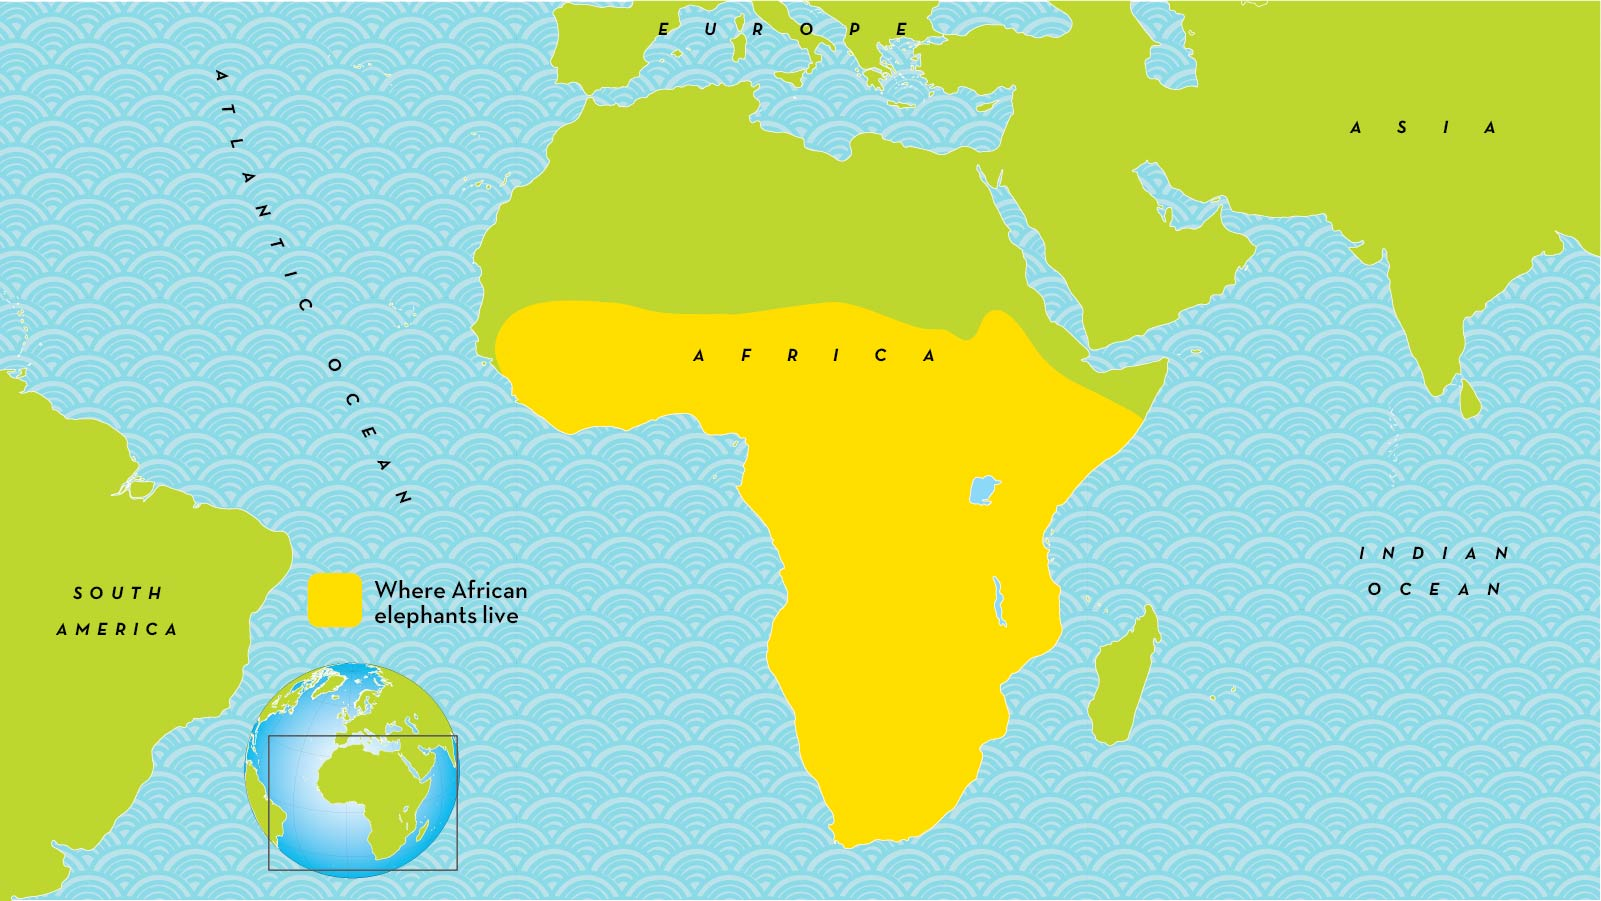 EUROPE
ASIA
ATLANTIC OCEAN
AFRICA
INDIAN
OCEAN
SOUTH
AMERICA
Where African
elephants live